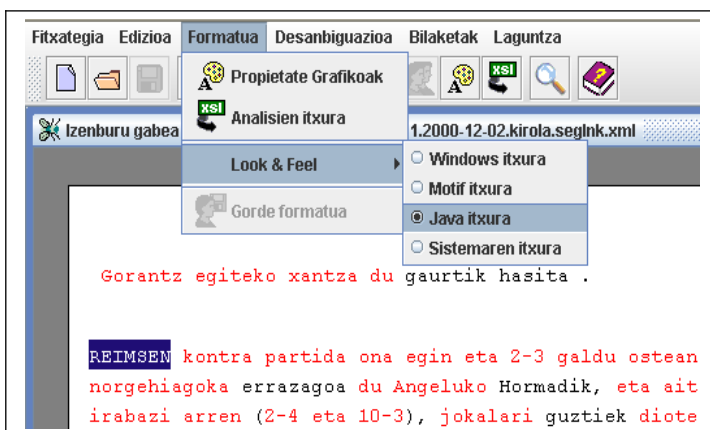 Fitxategia Edizioa Formatua Desanbiguazioa Bilaketak Laguntza
A Propietate Grafikoak A xsl
xsl Analisien itxura
Izenburu gabea 1.2000-12-02.kirola.seglnk.xml
Look & Feel Windows itxura
Motif itxura
Gorde formatua Java itxura
Sistemaren itxura
Gorantz egiteko xantza du gaurtik hasita .
REIMSEN kontra partida ona egin eta 2-3 galdu ostean
norgehiagoka errazagoa du Angeluko Hormadik, eta ait
irabazi arren (2-4 eta 10-3), jokalari guztiek diote